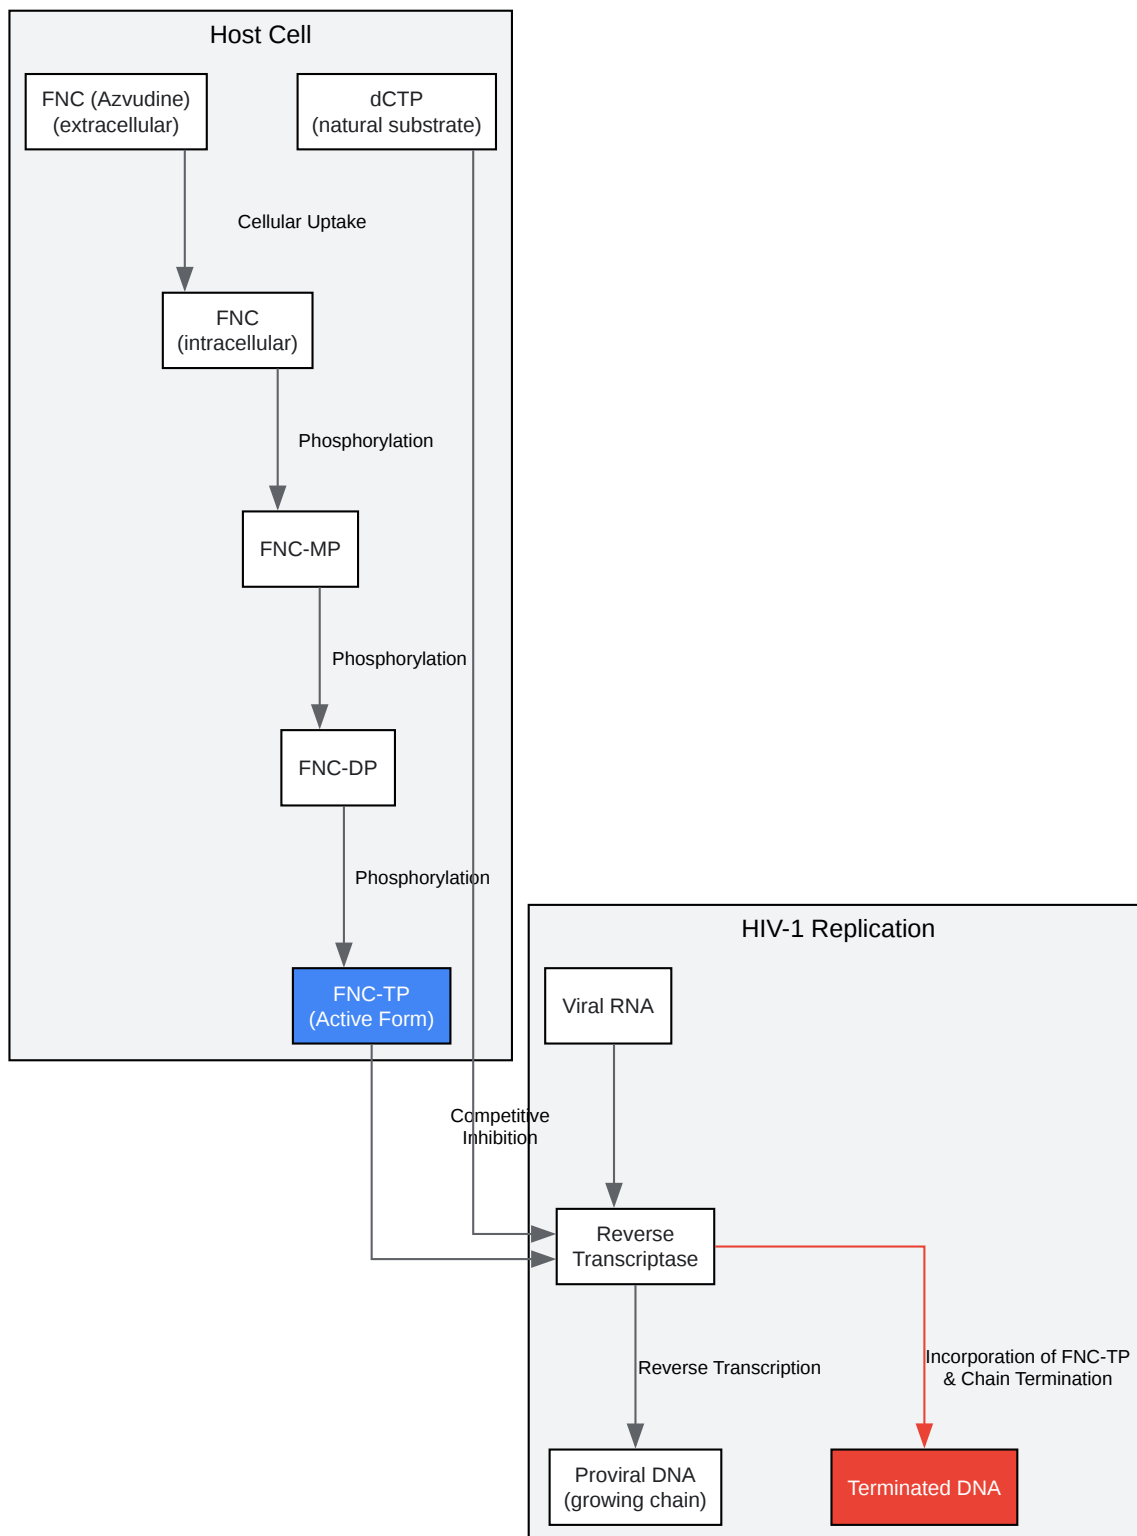 Host Cell
FNC (Azvudine)
(extracellular)
dCTP
(natural substrate)
Cellular Uptake
FNC
(intracellular)
Phosphorylation
FNC-MP
Phosphorylation
FNC-DP
Phosphorylation
FNC-TP
(Active Form)
HIV-1 Replication
Viral RNA
Competitive
Inhibition
Reverse
Transcriptase
Reverse Transcription
Incorporation of FNC-TP
& Chain Termination
Proviral DNA
(growing chain)
Terminated DNA